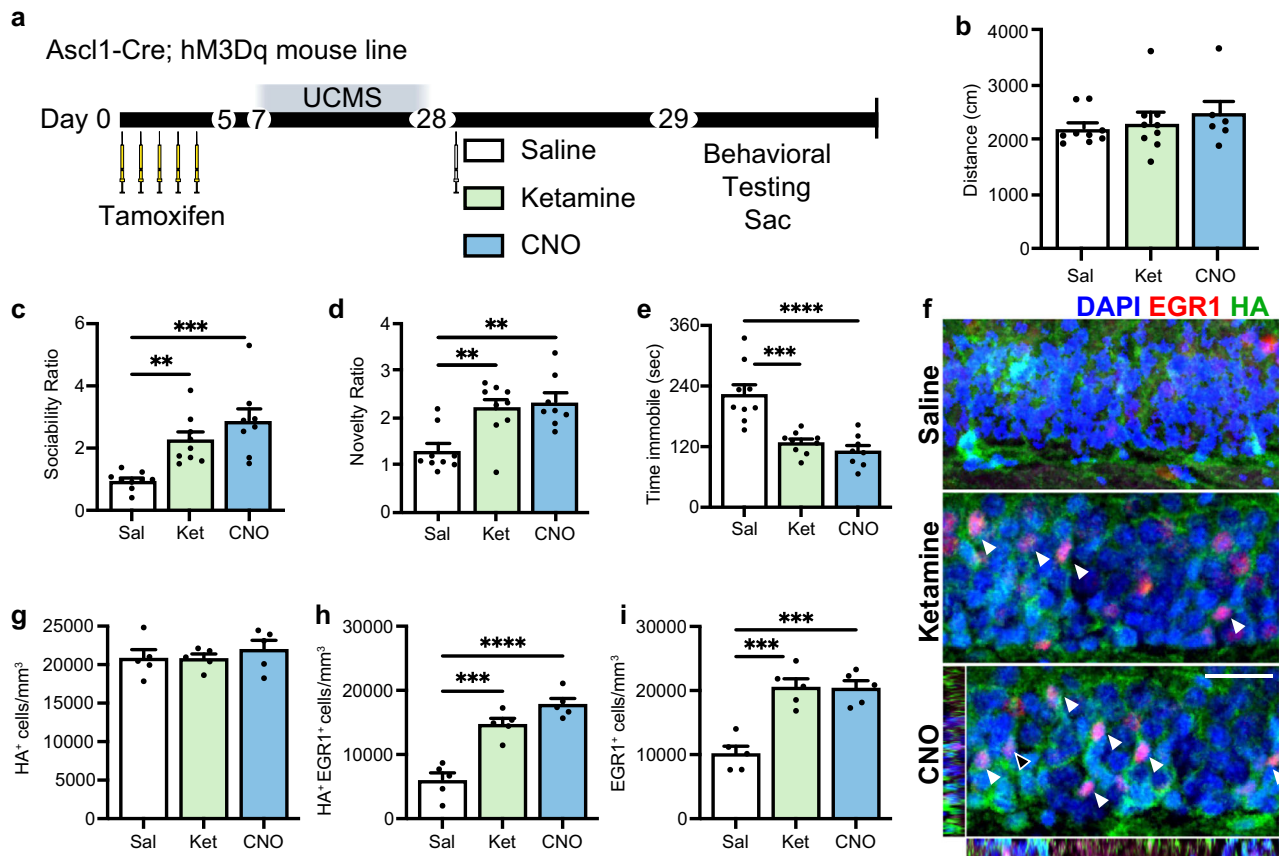 a
Ascl1-Cre; hM3Dq mouse line
UCMS
Day 0 5 7 28 29
Tamoxifen
Saline
Ketamine
CNO
Behavioral
Testing
Sac
b
Distance (cm)
4000
3000
2000
1000
0
Sal Ket CNO
c
Sociability Ratio
6
4
2
0
***
**
Sal Ket CNO
d
Novelty Ratio
4
3
2
1
0
**
**
Sal Ket CNO
e
Time immobile (sec)
360
240
120
0
****
***
Sal Ket CNO
f
DAPI EGR1 HA
Saline
Ketamine
CNO
g
HA⁺ cells/mm³
25000
20000
15000
10000
5000
0
Sal Ket CNO
h
HA⁺EGR1⁺ cells/mm³
30000
20000
10000
0
****
***
Sal Ket CNO
i
EGR1⁺ cells/mm³
30000
20000
10000
0
***
***
Sal Ket CNO